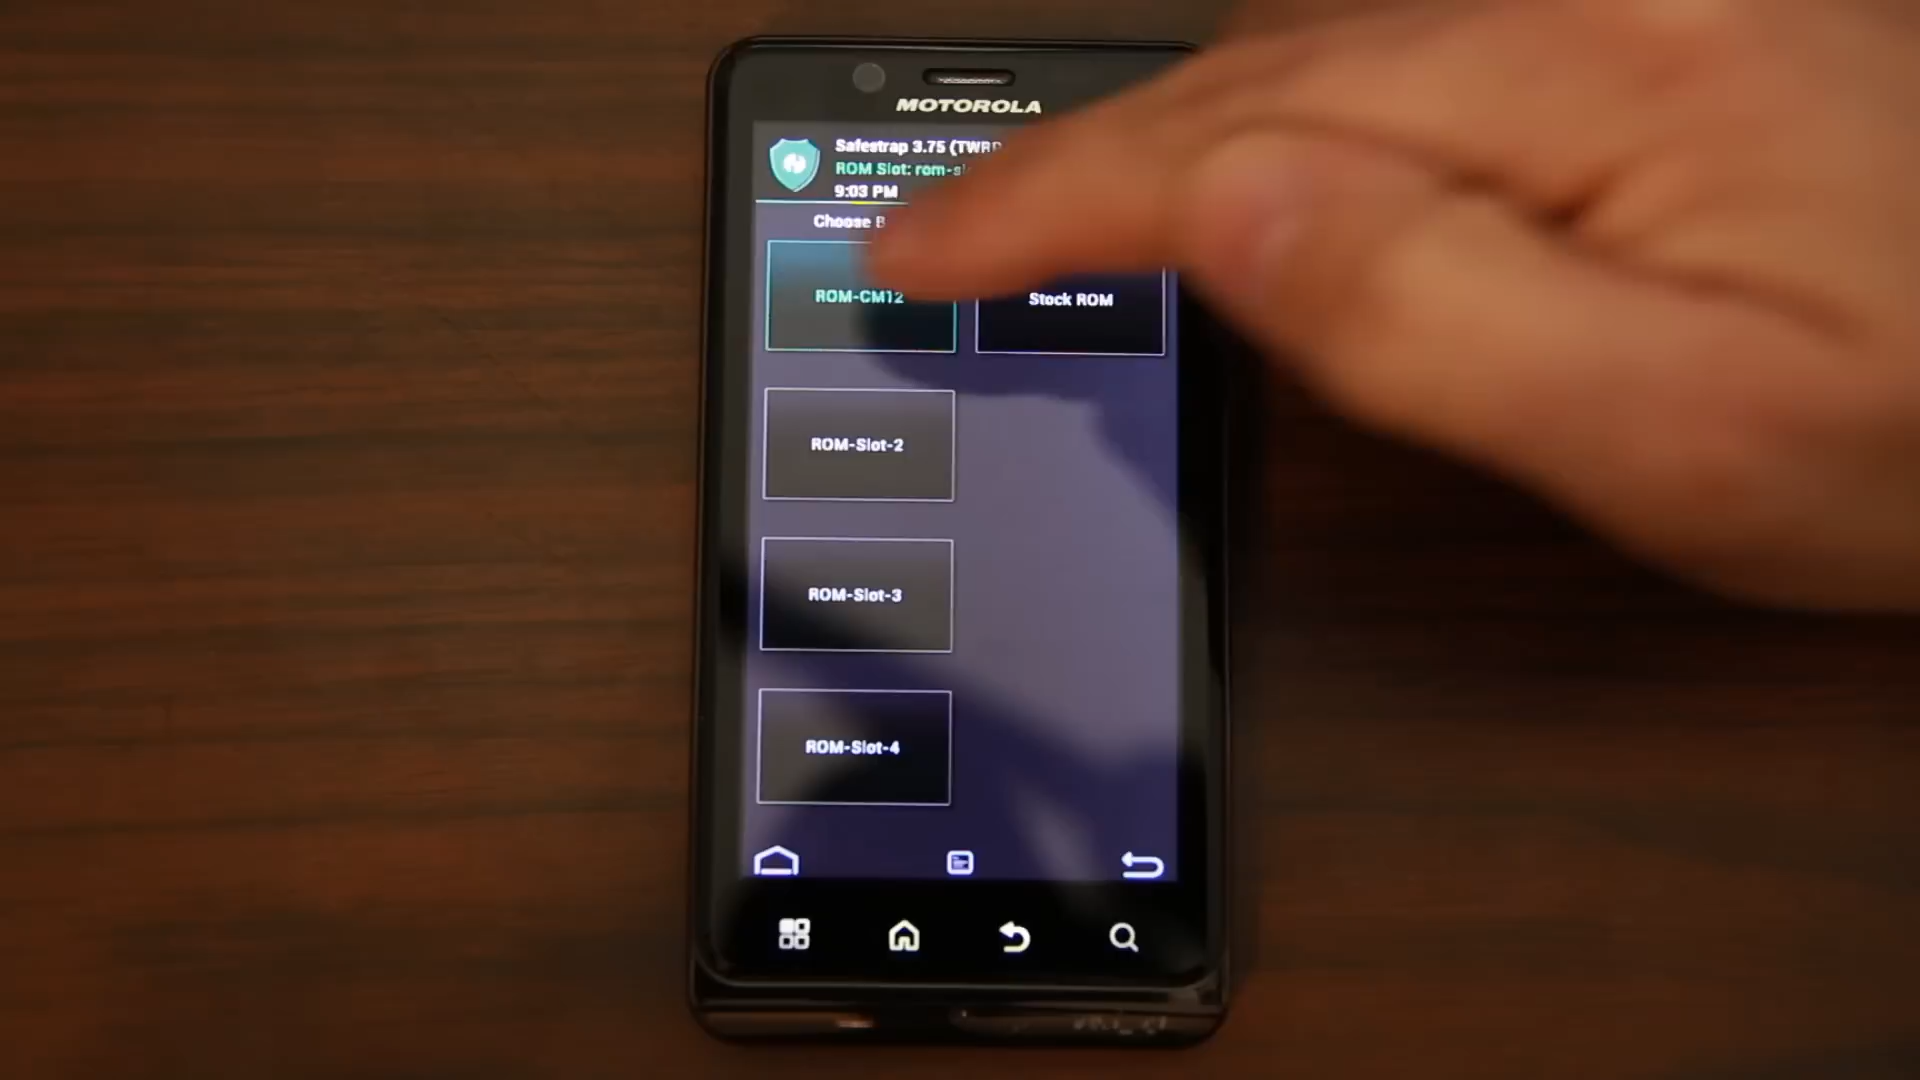 MOTOROLA
Safestrap 3.75 (TWRP
ROM Slot: rom-sl
9:03 PM
Choose B
ROM-CM12
Stock ROM
ROM-Slot-2
ROM-Slot-3
ROM-Slot-4